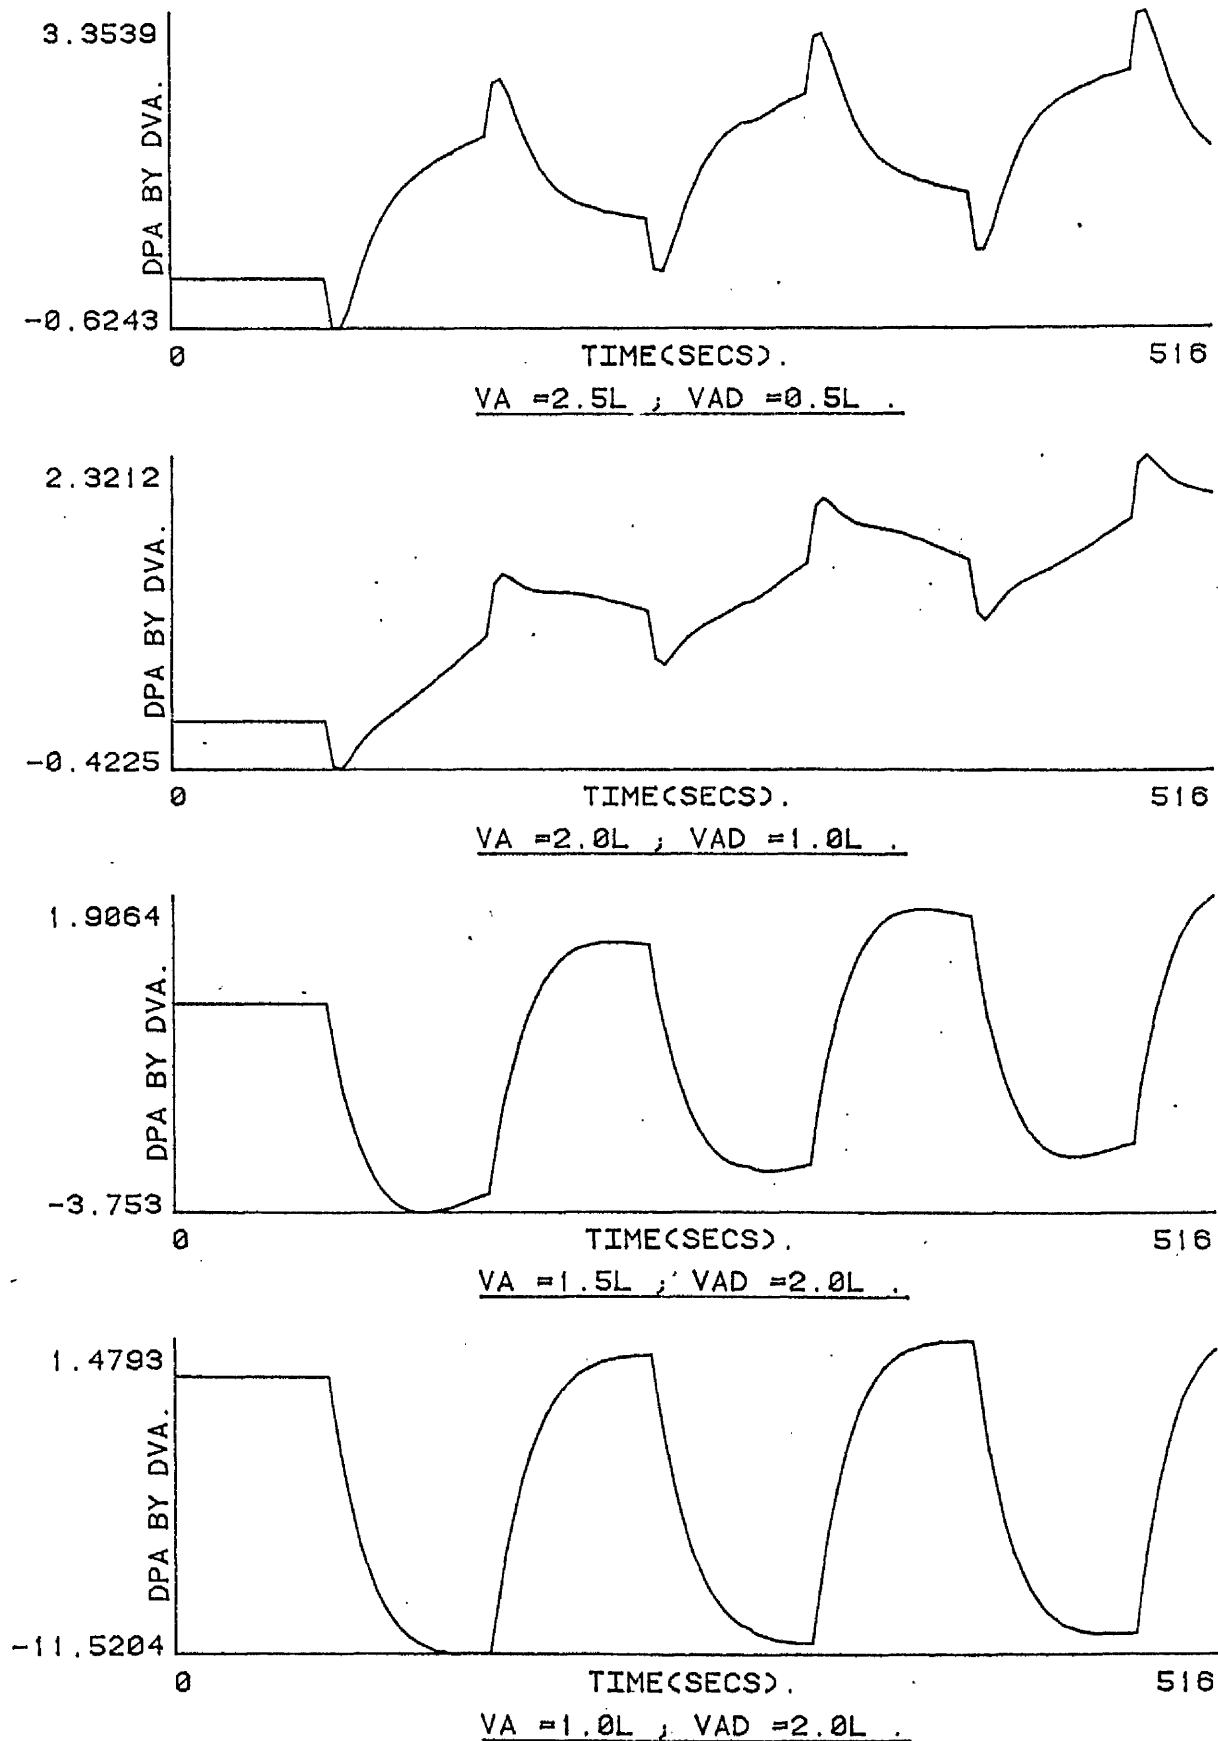 3.3539
DPA BY DVA.
-0.6243
0 TIME(SECS). 516
VA =2.5L ; VAD =0.5L .
2.3212
DPA BY DVA.
-0.4225
0 TIME(SECS). 516
VA =2.0L ; VAD =1.0L .
1.9064
DPA BY DVA.
-3.753
0 TIME(SECS). 516
VA =1.5L ; VAD =2.0L .
1.4793
DPA BY DVA.
-11.5204
0 TIME(SECS). 516
VA =1.0L ; VAD =2.0L .